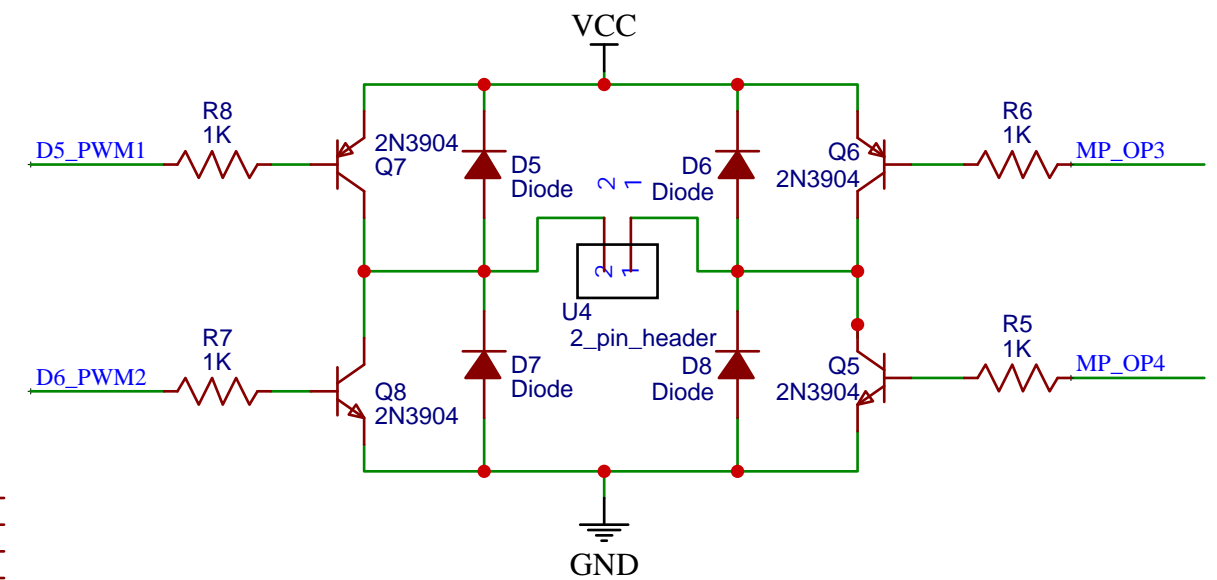 VCC
R8
1K
D5_PWM1
2N3904
Q7
D5
Diode
2 1
D6
Diode
Q6
2N3904
R6
1K
MP_OP3
2 1
U4
2_pin_header
R7
1K
D6_PWM2
Q8
2N3904
D7
Diode
D8
Diode
Q5
2N3904
R5
1K
MP_OP4
GND